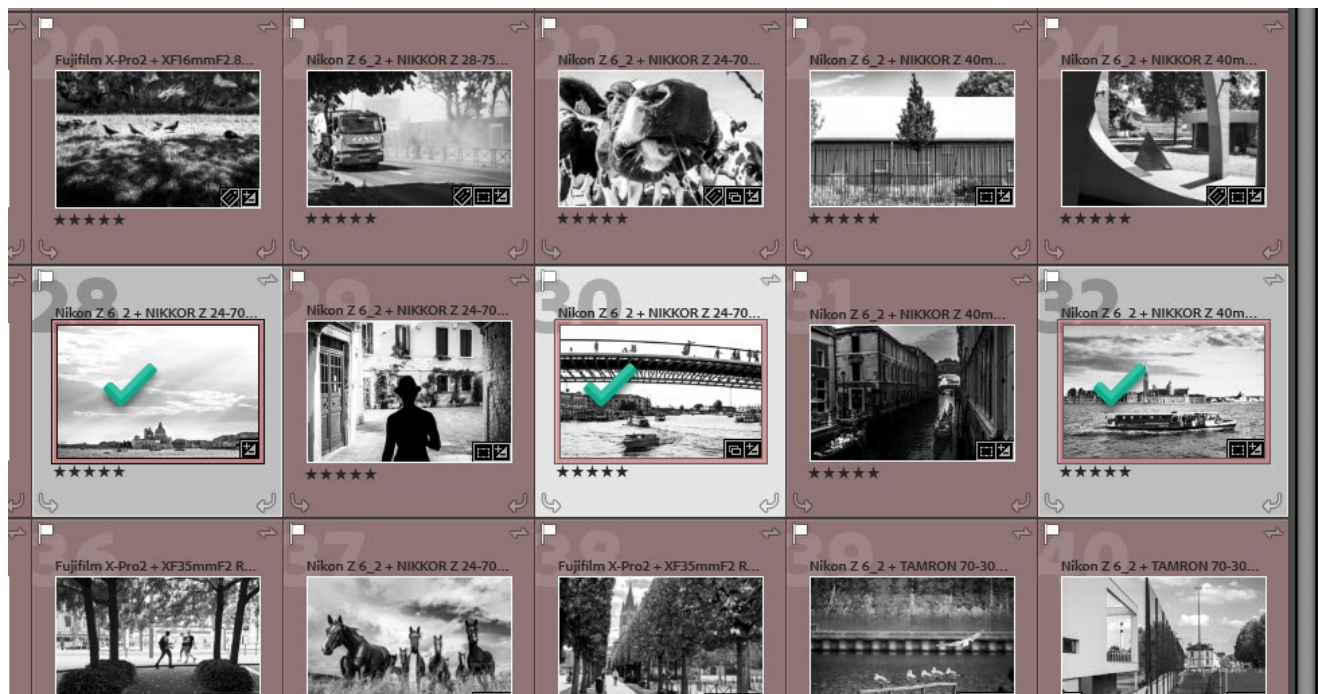 20 21 22 23 24
Fujifilm X-Pro2 + XF16mmF2.8... Nikon Z 6_2 + NIKKOR Z 28-75... Nikon Z 6_2 + NIKKOR Z 24-70... Nikon Z 6_2 + NIKKOR Z 40m... Nikon Z 6_2 + NIKKOR Z 40m...
28 29 30 31 32
Nikon Z 6_2 + NIKKOR Z 24-70... Nikon Z 6_2 + NIKKOR Z 24-70... Nikon Z 6_2 + NIKKOR Z 24-70... Nikon Z 6_2 + NIKKOR Z 40m... Nikon Z 6_2 + NIKKOR Z 40m...
36 37 38 39 40
Fujifilm X-Pro2 + XF35mmF2 R... Nikon Z 6_2 + NIKKOR Z 24-70... Fujifilm X-Pro2 + XF35mmF2 R... Nikon Z 6_2 + TAMRON 70-30... Nikon Z 6_2 + TAMRON 70-30...